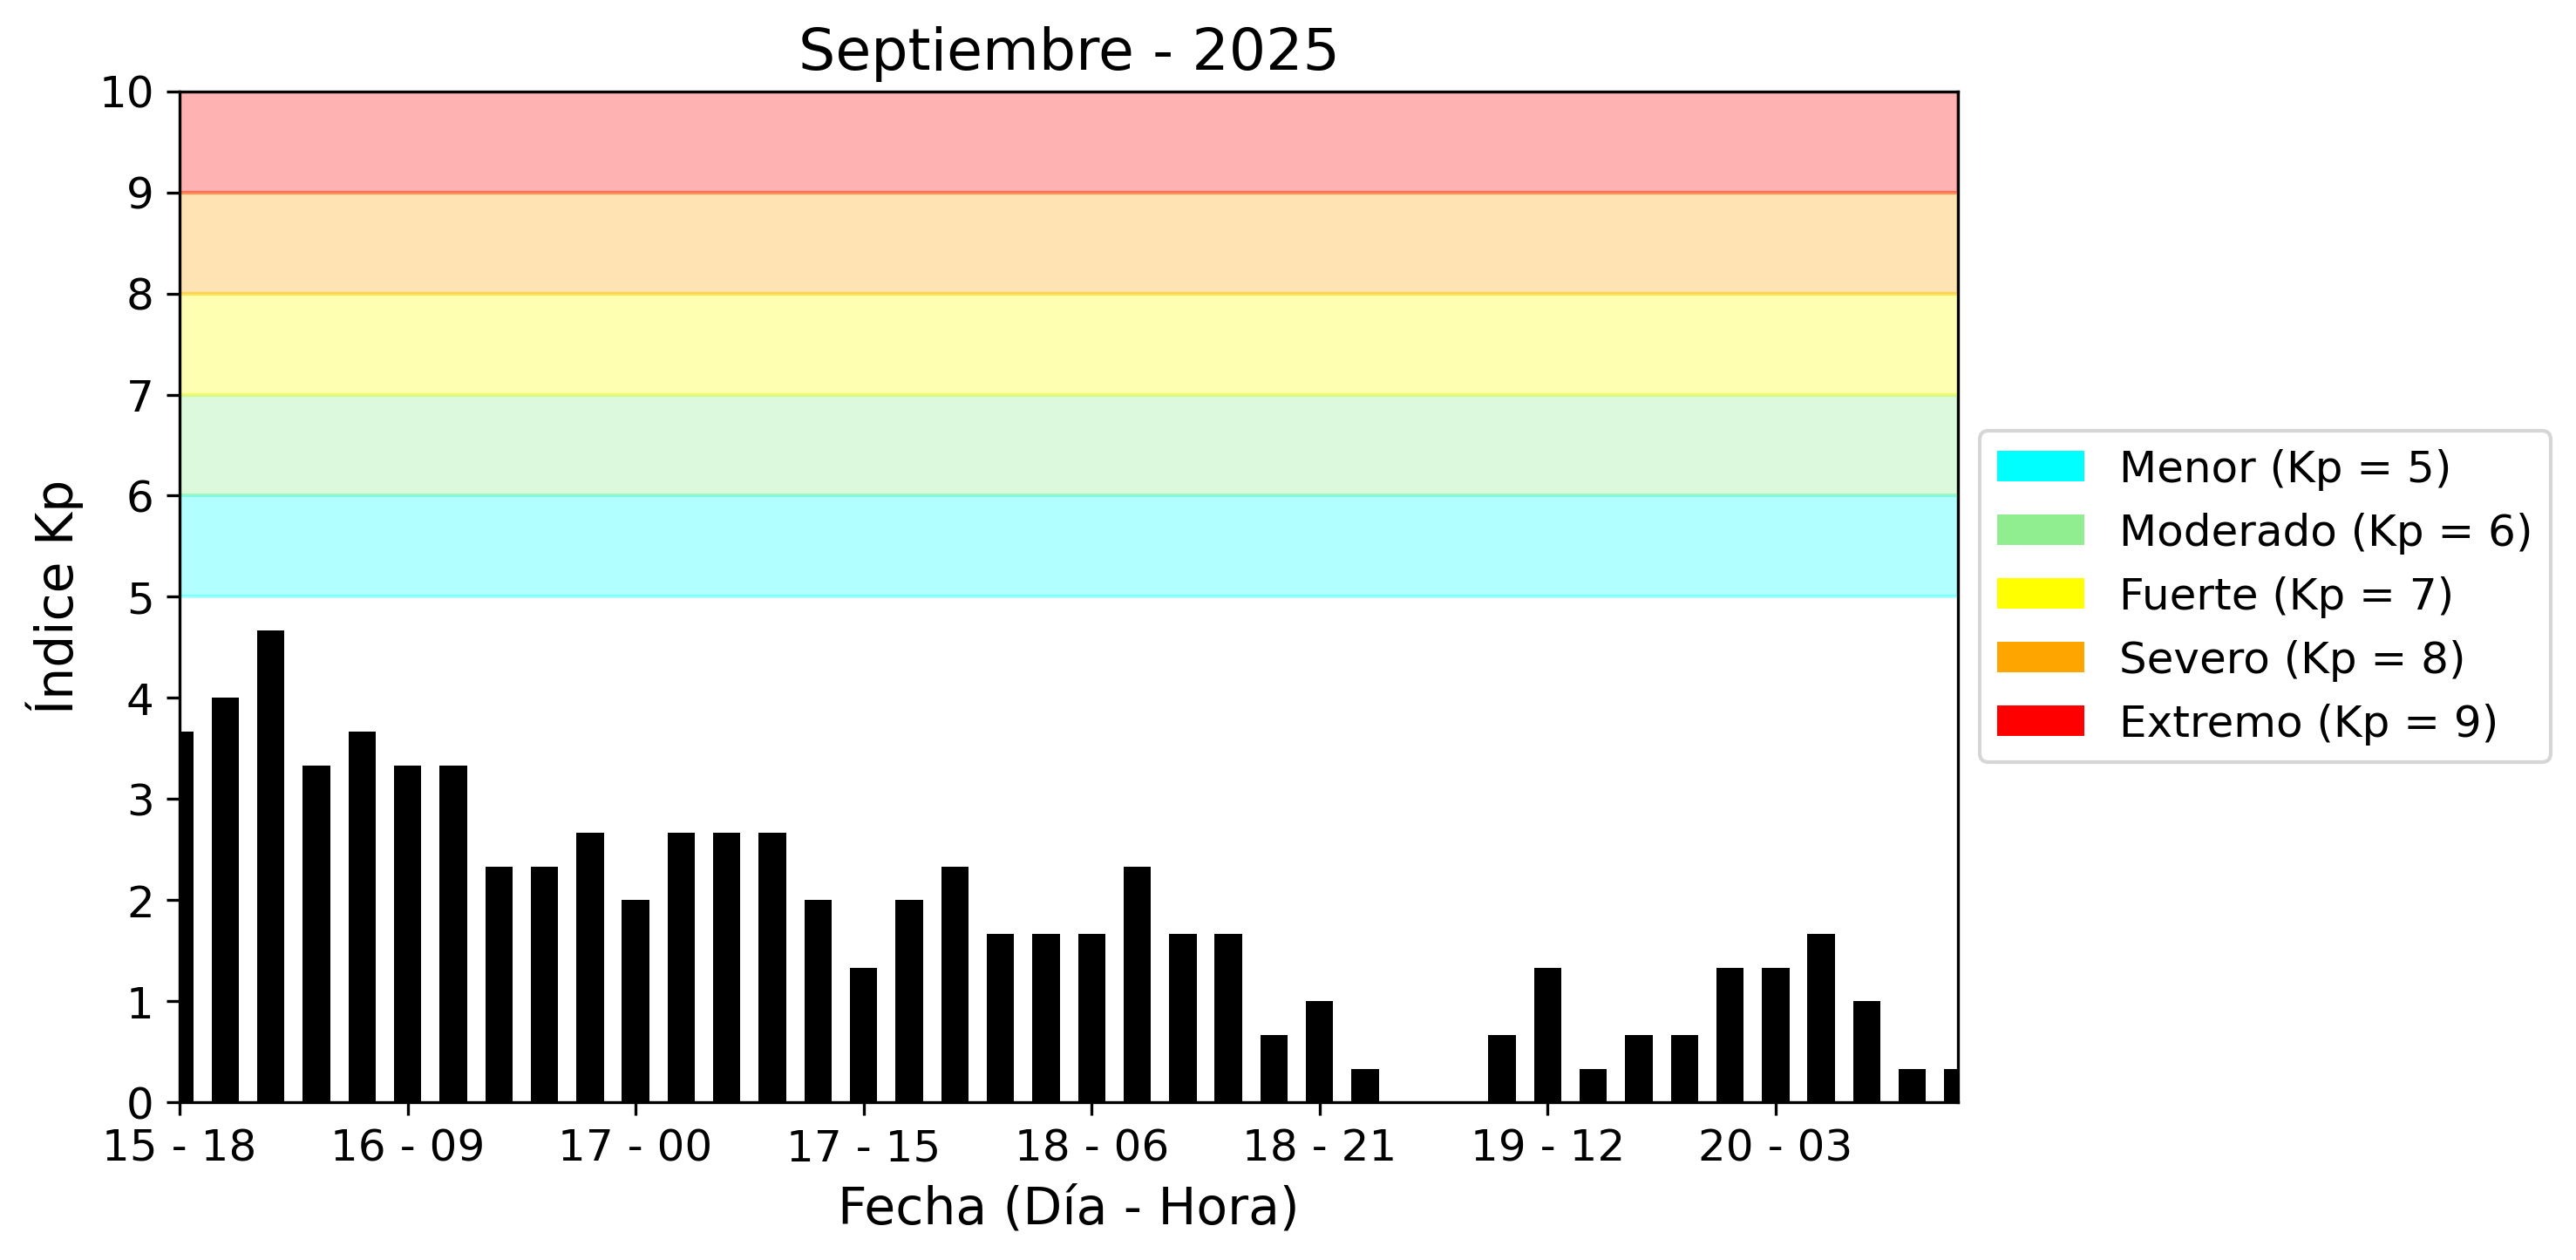 Septiembre - 2025
10
9
8
7
6
5
4
3
2
1
0
Índice Kp
15 - 18
16 - 09
17 - 00
17 - 15
18 - 06
18 - 21
19 - 12
20 - 03
Fecha (Día - Hora)
Menor (Kp = 5)
Moderado (Kp = 6)
Fuerte (Kp = 7)
Severo (Kp = 8)
Extremo (Kp = 9)